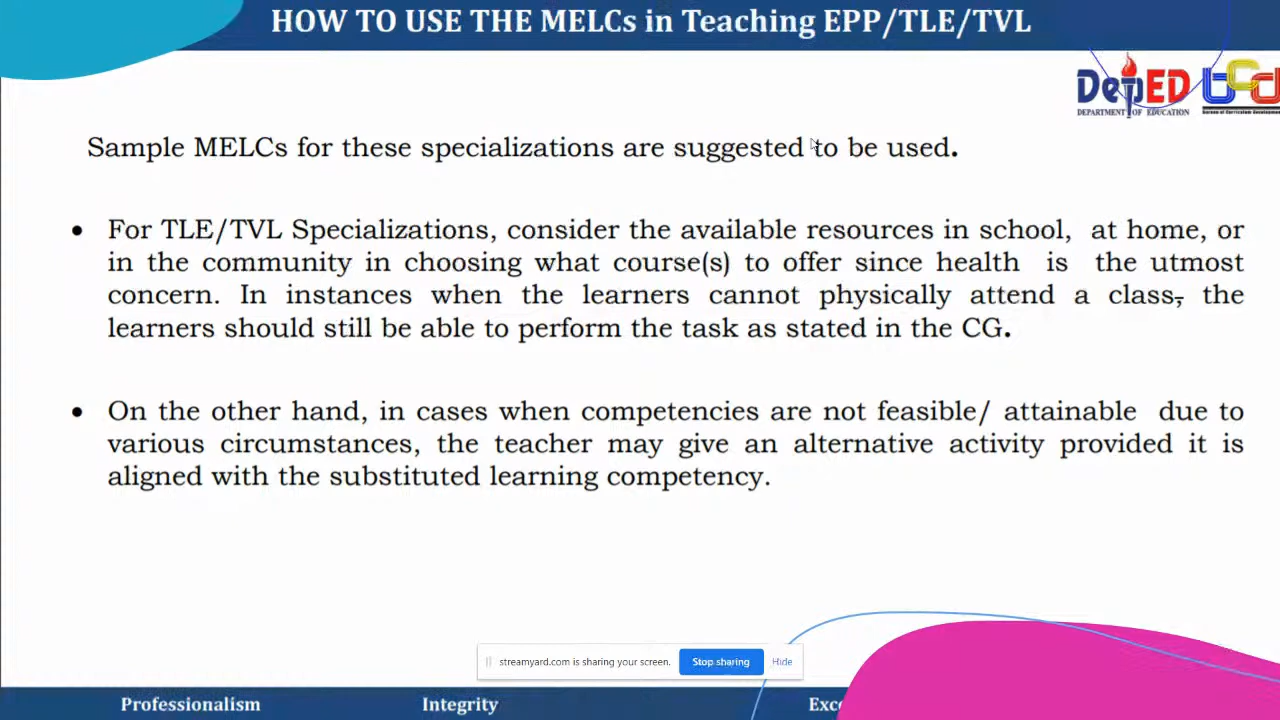 HOW TO USE THE MELCs in Teaching EPP/TLE/TVL
DepED
DEPARTMENT OF EDUCATION
Sample MELCs for these specializations are suggested to be used.
• For TLE/TVL Specializations, consider the available resources in school, at home, or
in the community in choosing what course(s) to offer since health is the utmost
concern. In instances when the learners cannot physically attend a class, the
learners should still be able to perform the task as stated in the CG.
• On the other hand, in cases when competencies are not feasible/ attainable due to
various circumstances, the teacher may give an alternative activity provided it is
aligned with the substituted learning competency.
streamyard.com is sharing your screen. Stop sharing Hide
Professionalism Integrity